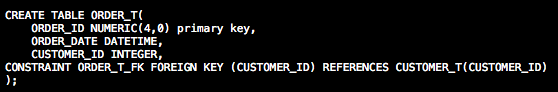 CREATE TABLE ORDER_T(
ORDER_ID NUMERIC(4,0) primary key,
ORDER_DATE DATETIME,
CUSTOMER_ID INTEGER,
CONSTRAINT ORDER_T_FK FOREIGN KEY (CUSTOMER_ID) REFERENCES CUSTOMER_T(CUSTOMER_ID)
);